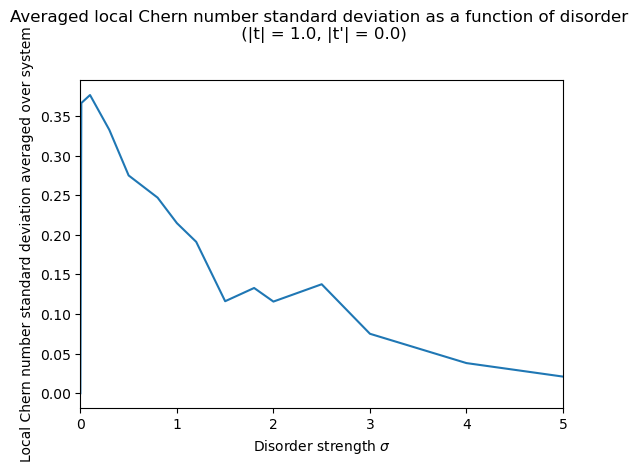 Averaged local Chern number standard deviation as a function of disorder
(|t| = 1.0, |t'| = 0.0)
Local Chern number standard deviation averaged over system
0.35
0.30
0.25
0.20
0.15
0.10
0.05
0.00
0 1 2 3 4 5
Disorder strength σ